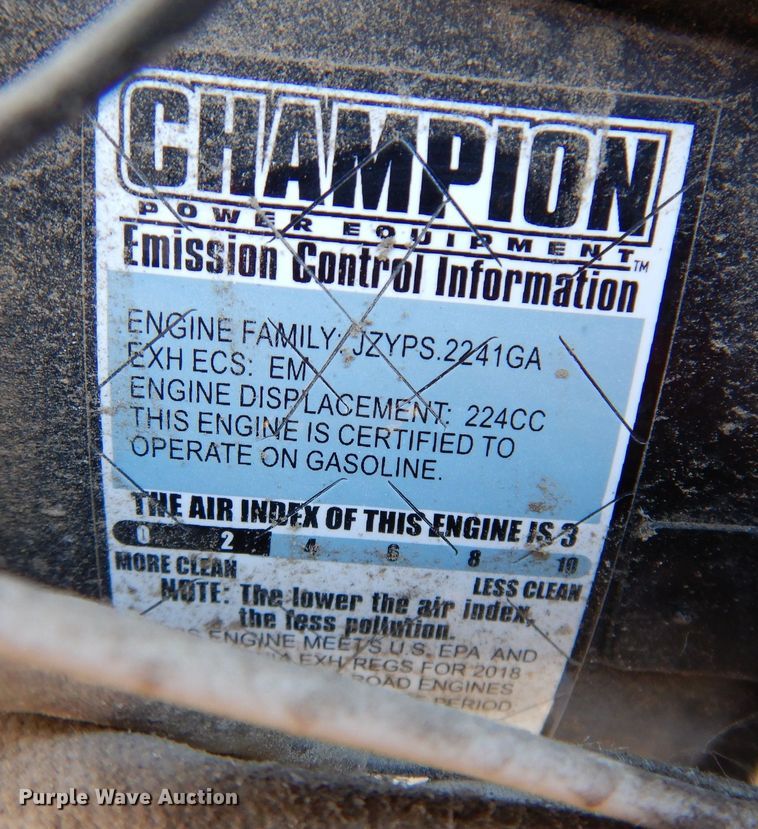 CHAMPION
POWER EQUIPMENT™
Emission Control Information
ENGINE FAMILY: JZYPS.2241GA
EXH ECS: EM
ENGINE DISPLACEMENT: 224CC
THIS ENGINE IS CERTIFIED TO
OPERATE ON GASOLINE.
THE AIR INDEX OF THIS ENGINE IS 3
0 2 4 6 8 10
MORE CLEAN LESS CLEAN
NOTE: The lower the air index,
the less pollution.
ENGINE MEETS U.S. EPA AND
EXH REGS FOR 2018
ROAD ENGINES
PERIOD
Purple Wave Auction